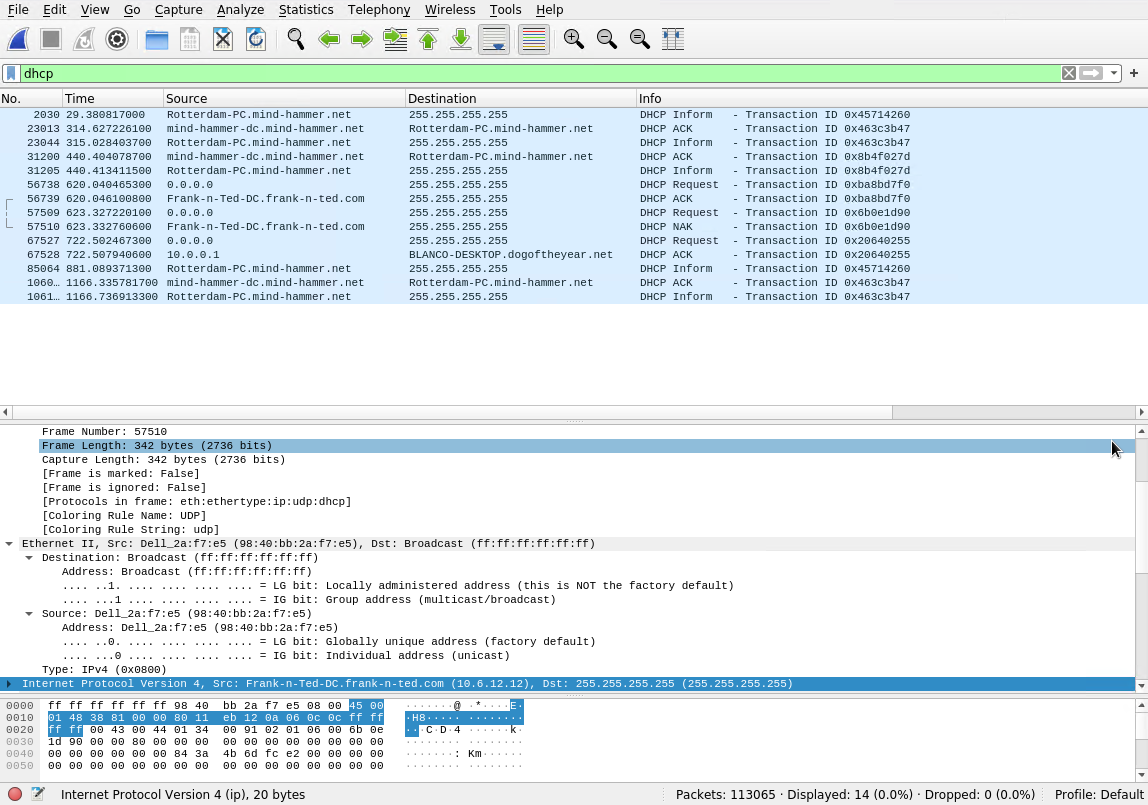 File Edit View Go Capture Analyze Statistics Telephony Wireless Tools Help
dhcp
No. Time Source Destination Info
2030 29.380817000 Rotterdam-PC.mind-hammer.net 255.255.255.255 DHCP Inform - Transaction ID 0x45714260
23013 314.627226100 mind-hammer-dc.mind-hammer.net Rotterdam-PC.mind-hammer.net DHCP ACK - Transaction ID 0x463c3b47
23044 315.028403700 Rotterdam-PC.mind-hammer.net 255.255.255.255 DHCP Inform - Transaction ID 0x463c3b47
31200 440.404078700 mind-hammer-dc.mind-hammer.net Rotterdam-PC.mind-hammer.net DHCP ACK - Transaction ID 0x8b4f027d
31205 440.413411500 Rotterdam-PC.mind-hammer.net 255.255.255.255 DHCP Inform - Transaction ID 0x8b4f027d
56738 620.040465300 0.0.0.0 255.255.255.255 DHCP Request - Transaction ID 0xba8bd7f0
56739 620.046100800 Frank-n-Ted-DC.frank-n-ted.com 255.255.255.255 DHCP ACK - Transaction ID 0xba8bd7f0
57509 623.327220100 0.0.0.0 255.255.255.255 DHCP Request - Transaction ID 0x6b0e1d90
57510 623.332760600 Frank-n-Ted-DC.frank-n-ted.com 255.255.255.255 DHCP NAK - Transaction ID 0x6b0e1d90
67527 722.502467300 0.0.0.0 255.255.255.255 DHCP Request - Transaction ID 0x20640255
67528 722.507940600 10.0.0.1 BLANCO-DESKTOP.dogoftheyear.net DHCP ACK - Transaction ID 0x20640255
85064 881.089371300 Rotterdam-PC.mind-hammer.net 255.255.255.255 DHCP Inform - Transaction ID 0x45714260
1060… 1166.335781700 mind-hammer-dc.mind-hammer.net Rotterdam-PC.mind-hammer.net DHCP ACK - Transaction ID 0x463c3b47
1061… 1166.736913300 Rotterdam-PC.mind-hammer.net 255.255.255.255 DHCP Inform - Transaction ID 0x463c3b47
Frame Number: 57510
Frame Length: 342 bytes (2736 bits)
Capture Length: 342 bytes (2736 bits)
[Frame is marked: False]
[Frame is ignored: False]
[Protocols in frame: eth:ethertype:ip:udp:dhcp]
[Coloring Rule Name: UDP]
[Coloring Rule String: udp]
Ethernet II, Src: Dell_2a:f7:e5 (98:40:bb:2a:f7:e5), Dst: Broadcast (ff:ff:ff:ff:ff:ff)
Destination: Broadcast (ff:ff:ff:ff:ff:ff)
Address: Broadcast (ff:ff:ff:ff:ff:ff)
.... ..1. .... .... .... .... = LG bit: Locally administered address (this is NOT the factory default)
.... ...1 .... .... .... .... = IG bit: Group address (multicast/broadcast)
Source: Dell_2a:f7:e5 (98:40:bb:2a:f7:e5)
Address: Dell_2a:f7:e5 (98:40:bb:2a:f7:e5)
.... ..0. .... .... .... .... = LG bit: Globally unique address (factory default)
.... ...0 .... .... .... .... = IG bit: Individual address (unicast)
Type: IPv4 (0x0800)
Internet Protocol Version 4, Src: Frank-n-Ted-DC.frank-n-ted.com (10.6.12.12), Dst: 255.255.255.255 (255.255.255.255)
0000 ff ff ff ff ff ff 98 40 bb 2a f7 e5 08 00 45 00 ·······@ ·*····E·
0010 01 48 38 81 00 00 80 11 eb 12 0a 06 0c 0c ff ff ·H8····· ········
0020 ff ff 00 43 00 44 01 34 00 91 02 01 06 00 6b 0e ···C·D·4 ······k·
0030 1d 90 00 00 80 00 00 00 00 00 00 00 00 00 00 00 ········ ········
0040 00 00 00 00 00 00 84 3a 4b 6d fc e2 00 00 00 00 ·······: Km······
0050 00 00 00 00 00 00 00 00 00 00 00 00 00 00 00 00 ········ ········
Internet Protocol Version 4 (ip), 20 bytes Packets: 113065 · Displayed: 14 (0.0%) · Dropped: 0 (0.0%) Profile: Default